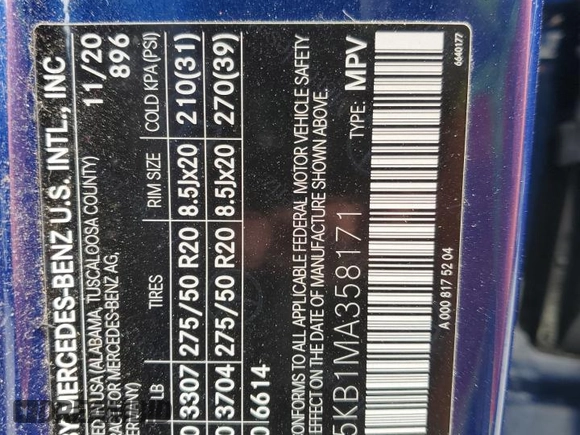 Y MERCEDES-BENZ U.S. INTL., INC
ED IN USA (ALABAMA, TUSCALOOSA COUNTY) 11/20
RACTOR FOR MERCEDES-BENZ AG,
ERMANY) 896
LB TIRES RIM SIZE COLD KPA(PSI)
3307 275/50 R20 8.5Jx20 210(31)
3704 275/50 R20 8.5Jx20 270(39)
6614
CONFORMS TO ALL APPLICABLE FEDERAL MOTOR VEHICLE SAFETY
THE DATE OF MANUFACTURE SHOWN ABOVE.
5KB1MA358171 TYPE: MPV
A 000 817 52 04
6640177